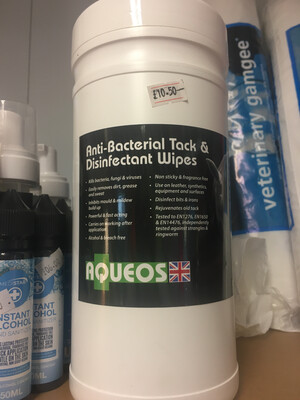 £10.50
Anti-Bacterial Tack &
Disinfectant Wipes
• Kills bacteria, fungi & viruses
• Easily removes dirt, grease
and sweat
• Inhibits mould & mildew
build-up
• Powerful & fast acting
• Carries on working after
application
• Alcohol & bleach free
• Non sticky & fragrance free
• Use on leather, synthetics,
equipment and surfaces
• Disinfect bits & irons
• Rejuvenates old tack
• Tested to EN1276, EN1650
& EN14476, independently
tested against strangles &
ringworm
AQUEOS
veterinary gamgee
INSTANT
ALCOHOL